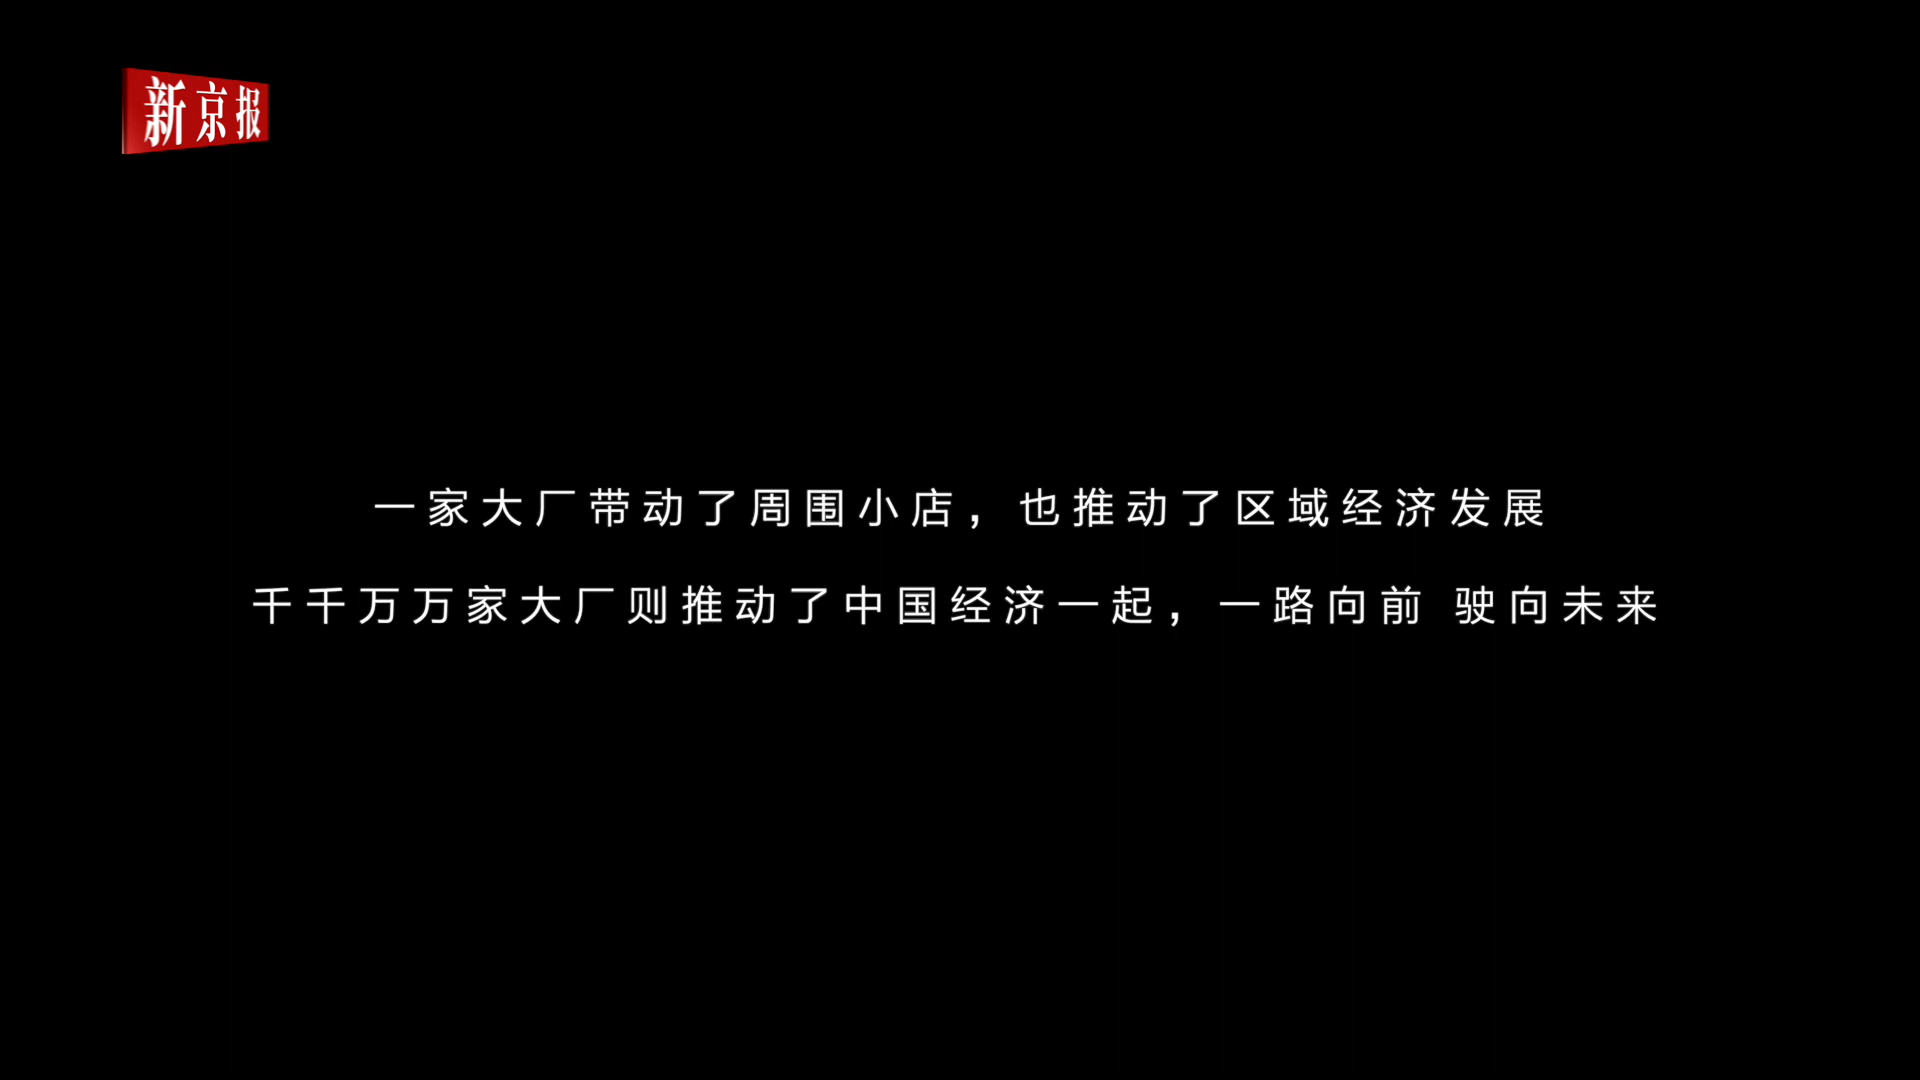 新京报
一家大厂带动了周围小店，也推动了区域经济发展
千千万万家大厂则推动了中国经济一起，一路向前 驶向未来